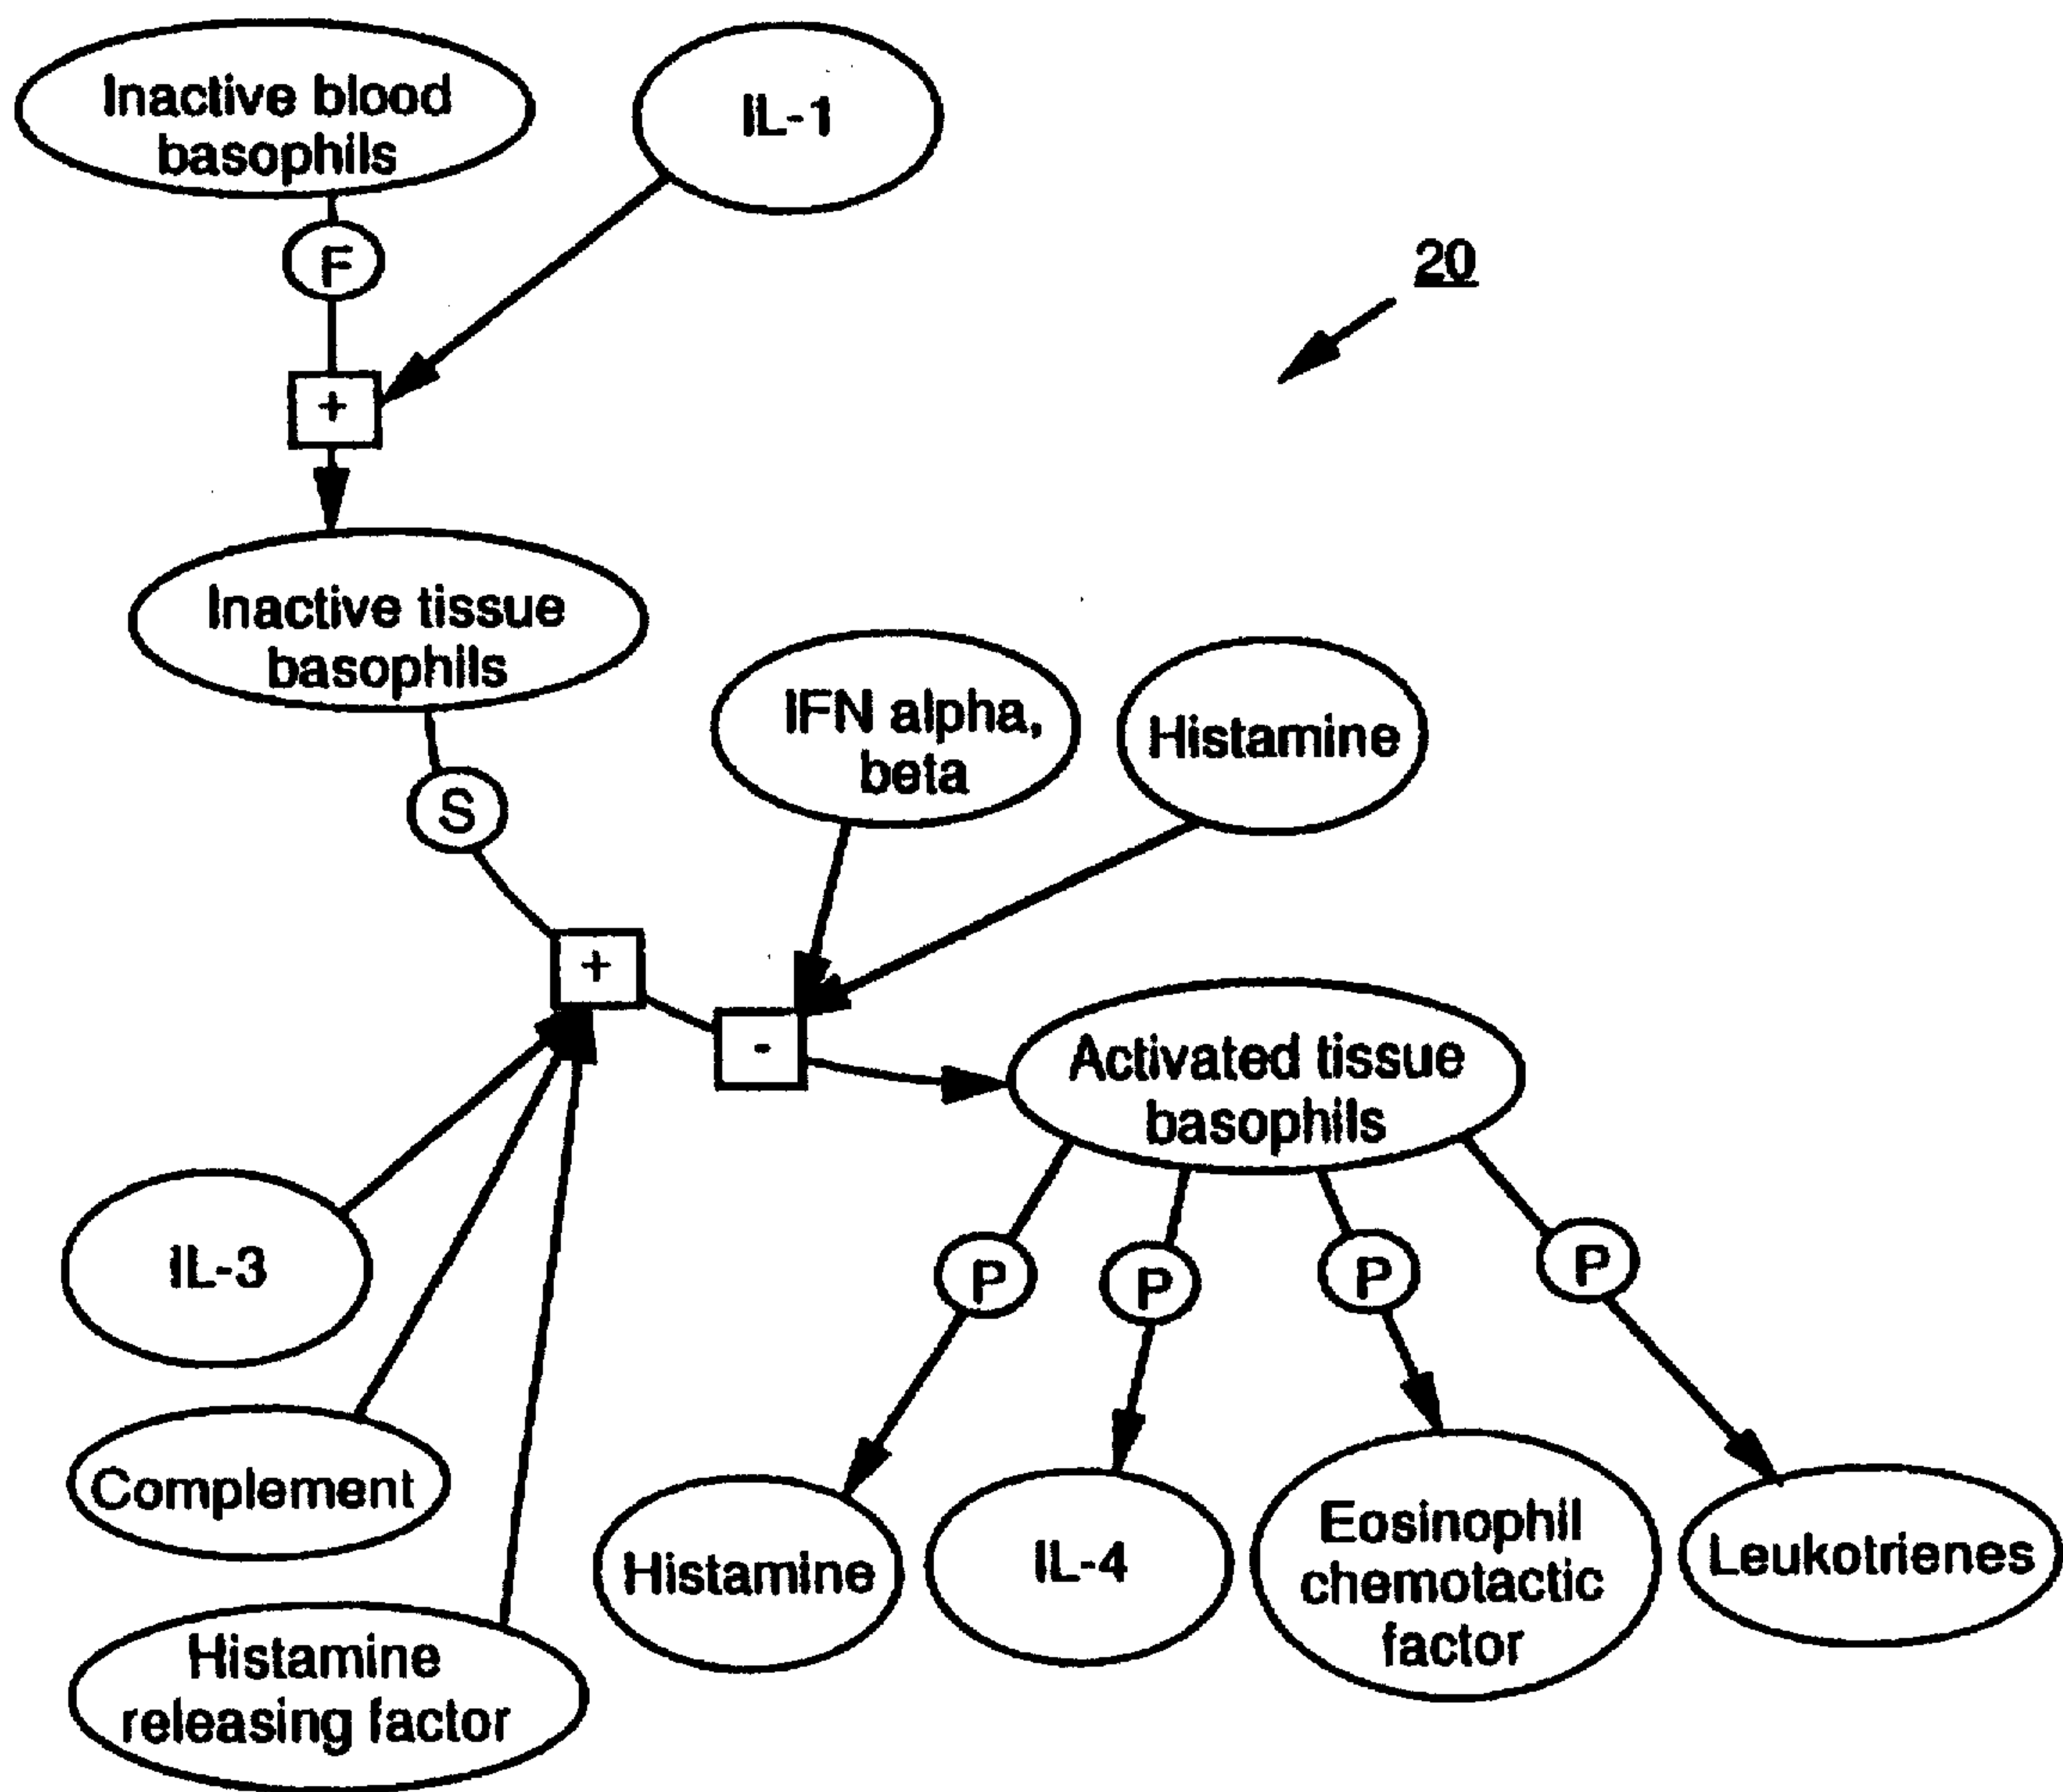 Inactive blood
basophils
IL-1
F
20
+
Inactive tissue
basophils
IFN alpha,
beta
Histamine
S
+
-
Activated tissue
basophils
IL-3
P
P
P
P
Complement
Histamine
IL-4
Eosinophil
chemotactic
factor
Leukotrienes
Histamine
releasing factor